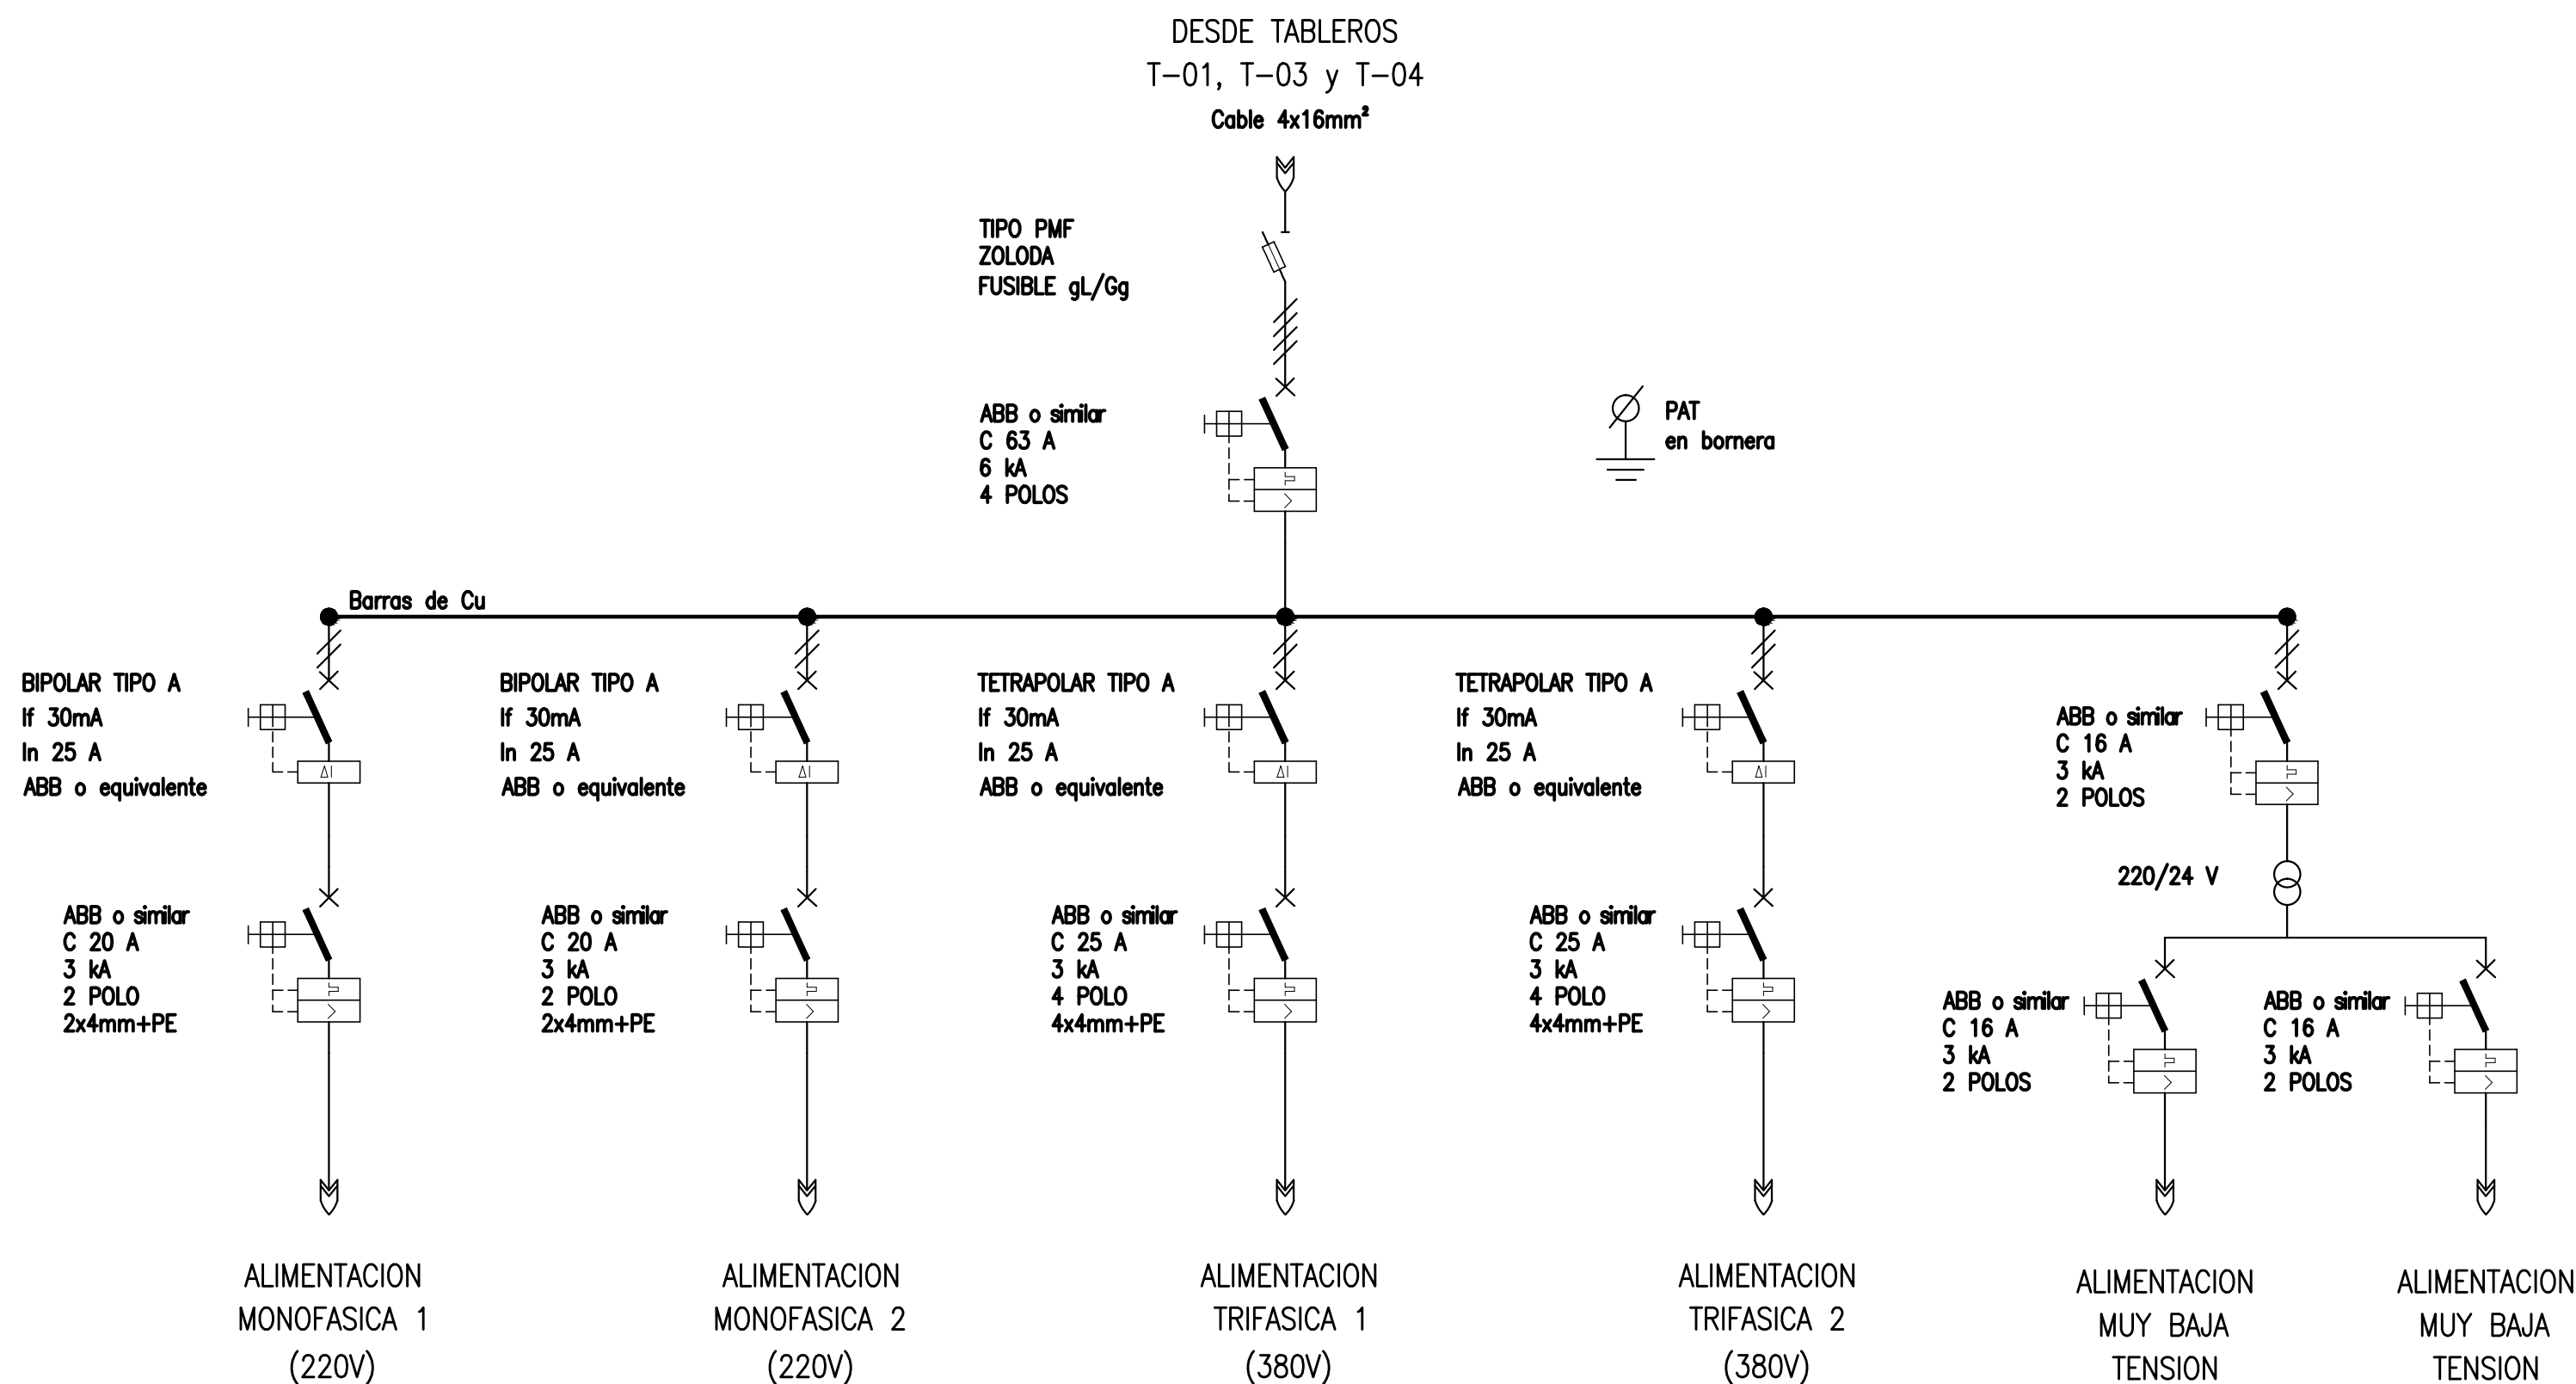 DESDE TABLEROS
T-01, T-03 y T-04
Cable 4x16mm²
TIPO PMF
ZOLODA
FUSIBLE gL/Gg
ABB o similar
C 63 A
6 kA
4 POLOS
PAT
en bornera
Barras de Cu
BIPOLAR TIPO A
If 30mA
In 25 A
ABB o equivalente
ΔI
BIPOLAR TIPO A
If 30mA
In 25 A
ABB o equivalente
ΔI
TETRAPOLAR TIPO A
If 30mA
In 25 A
ABB o equivalente
ΔI
TETRAPOLAR TIPO A
If 30mA
In 25 A
ABB o equivalente
ΔI
ABB o similar
C 16 A
3 kA
2 POLOS
220/24 V
ABB o similar
C 20 A
3 kA
2 POLO
2x4mm+PE
ABB o similar
C 20 A
3 kA
2 POLO
2x4mm+PE
ABB o similar
C 25 A
3 kA
4 POLO
4x4mm+PE
ABB o similar
C 25 A
3 kA
4 POLO
4x4mm+PE
ABB o similar
C 16 A
3 kA
2 POLOS
ABB o similar
C 16 A
3 kA
2 POLOS
ALIMENTACION
MONOFASICA 1
(220V)
ALIMENTACION
MONOFASICA 2
(220V)
ALIMENTACION
TRIFASICA 1
(380V)
ALIMENTACION
TRIFASICA 2
(380V)
ALIMENTACION
MUY BAJA
TENSION
ALIMENTACION
MUY BAJA
TENSION